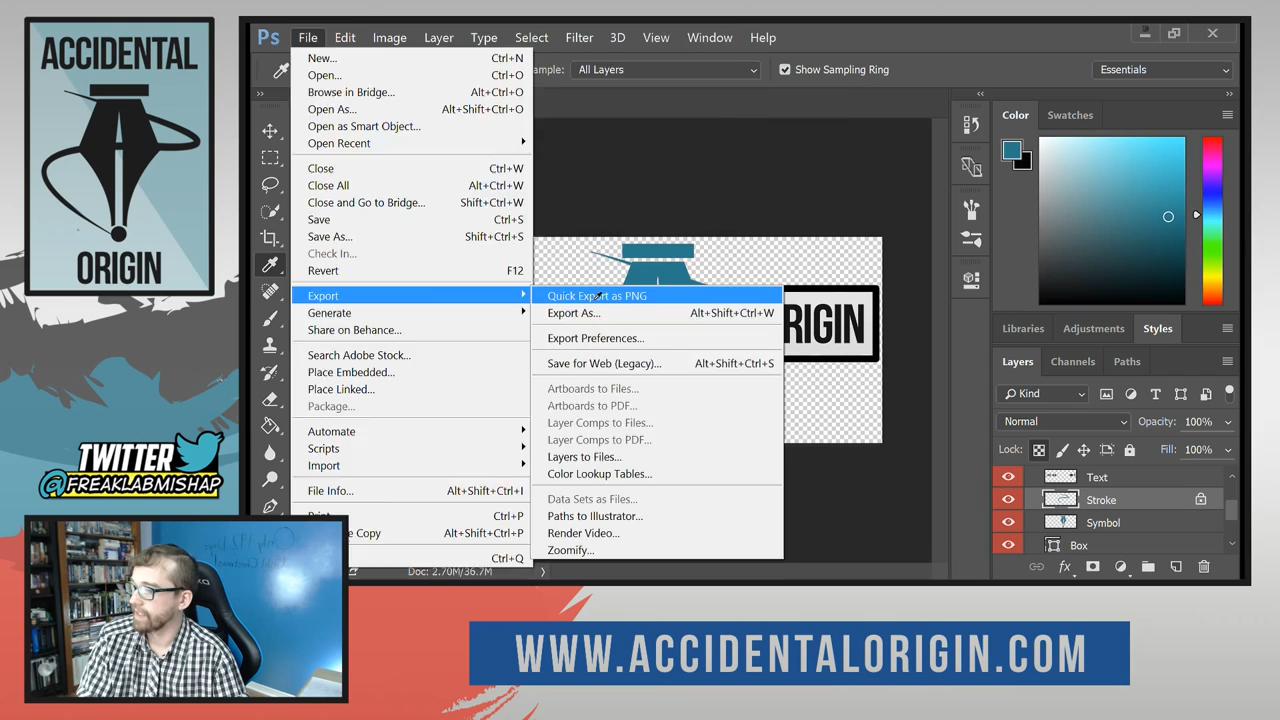 ACCIDENTAL
ORIGIN
TWITTER
@FREAKLABMISHAP
Ps File Edit Image Layer Type Select Filter 3D View Window Help
All Layers
Show Sampling Ring
Essentials
New... Ctrl+N
Open... Ctrl+O
Browse in Bridge... Alt+Ctrl+O
Open As... Alt+Shift+Ctrl+O
Open as Smart Object...
Open Recent
Close Ctrl+W
Close All Alt+Ctrl+W
Close and Go to Bridge... Shift+Ctrl+W
Save Ctrl+S
Save As... Shift+Ctrl+S
Check In...
Revert F12
Export
Generate
Share on Behance...
Search Adobe Stock...
Place Embedded...
Place Linked...
Package...
Automate
Scripts
Import
File Info... Alt+Shift+Ctrl+I
Ctrl+P
Copy Alt+Shift+Ctrl+P
Ctrl+Q
Quick Export as PNG
Export As... Alt+Shift+Ctrl+W
Export Preferences...
Save for Web (Legacy)... Alt+Shift+Ctrl+S
Artboards to Files...
Artboards to PDF...
Layer Comps to Files...
Layer Comps to PDF...
Layers to Files...
Color Lookup Tables...
Data Sets as Files...
Paths to Illustrator...
Render Video...
Zoomify...
RIGIN
Doc: 2.70M/36.7M
Color Swatches
Libraries Adjustments Styles
Layers Channels Paths
Kind
Normal Opacity: 100%
Lock: Fill: 100%
Text
Stroke
Symbol
Box
WWW.ACCIDENTALORIGIN.COM